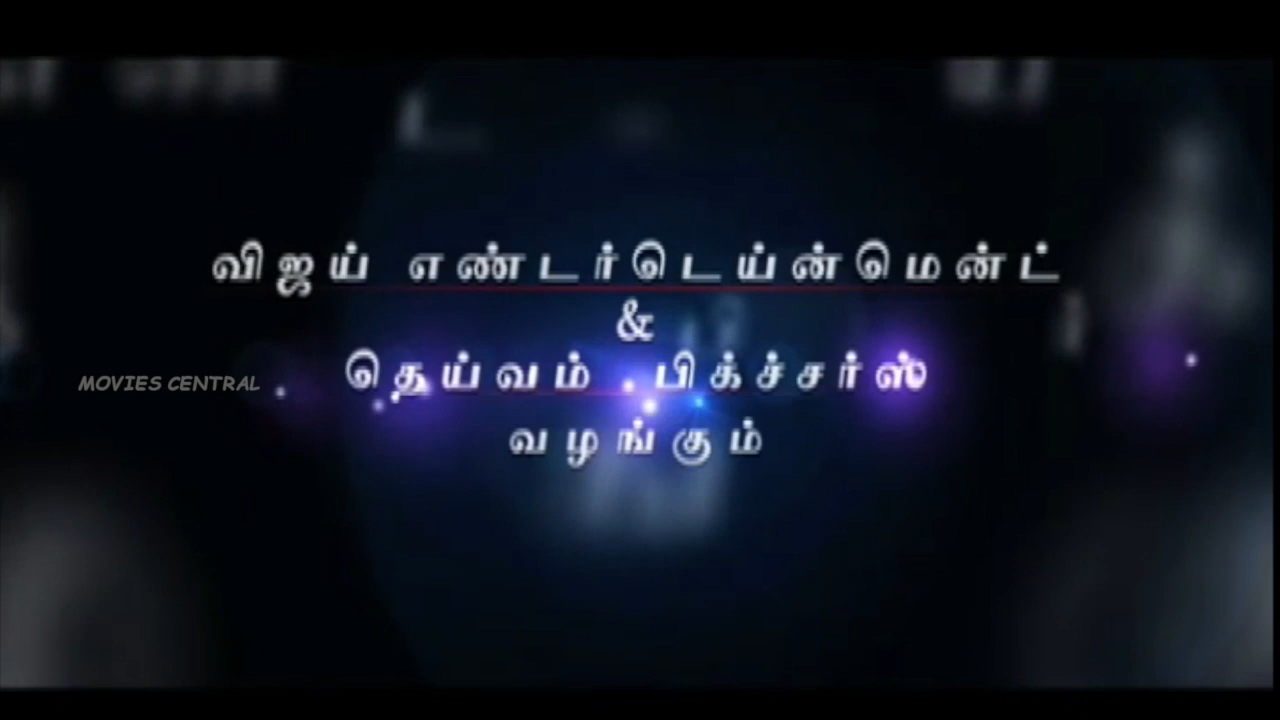 விஜய் எண்டர்டெய்ன்மென்ட்
&
தெய்வம் பிக்ச்சர்ஸ்
MOVIES CENTRAL
வழங்கும்